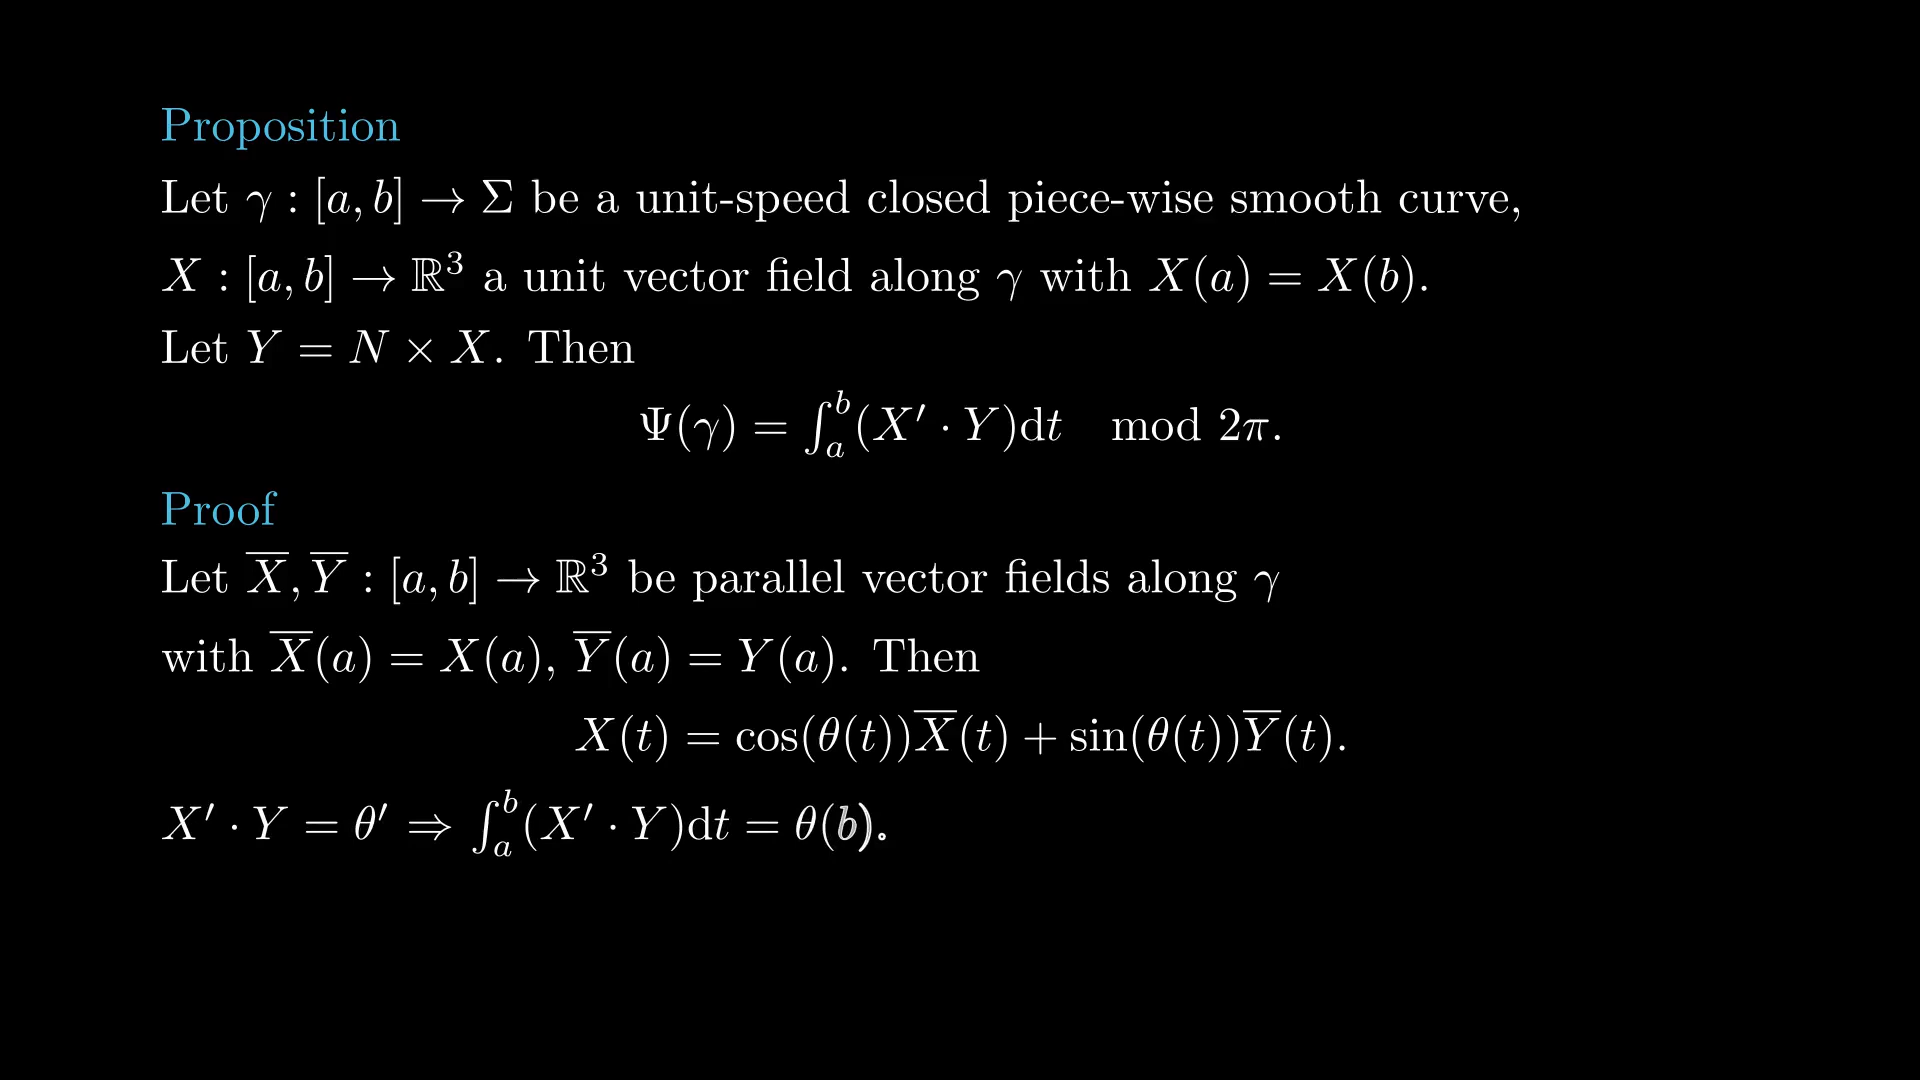 Proposition
Let γ : [a, b] → Σ be a unit-speed closed piece-wise smooth curve,
X : [a, b] → ℝ³ a unit vector field along γ with X(a) = X(b).
Let Y = N × X. Then
Ψ(γ) = ∫ₐᵇ(X′ · Y)dt mod 2π.
Proof
Let X̅, Y̅ : [a, b] → ℝ³ be parallel vector fields along γ
with X̅(a) = X(a), Y̅(a) = Y(a). Then
X(t) = cos(θ(t))X̅(t) + sin(θ(t))Y̅(t).
X′ · Y = θ′ ⇒ ∫ₐᵇ(X′ · Y)dt = θ(b).